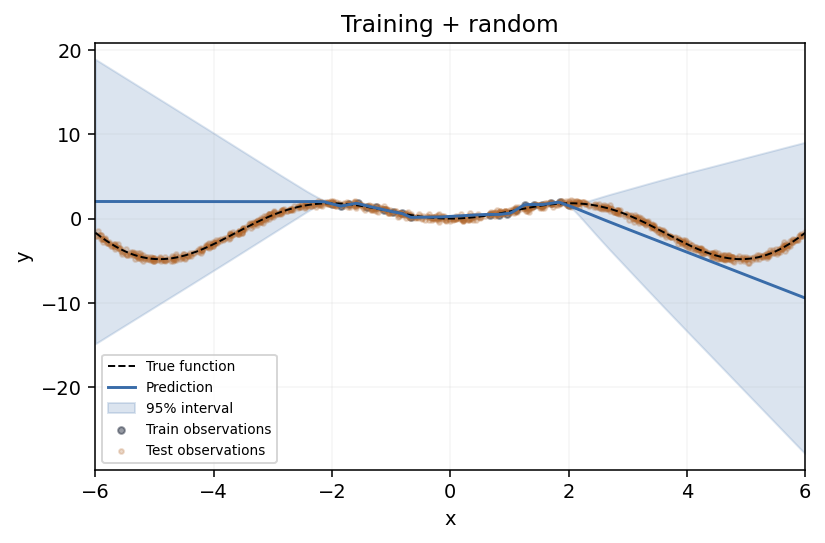 Training + random
20
10
0
−10
−20
y
True function
Prediction
95% interval
Train observations
Test observations
−6 −4 −2 0 2 4 6
x